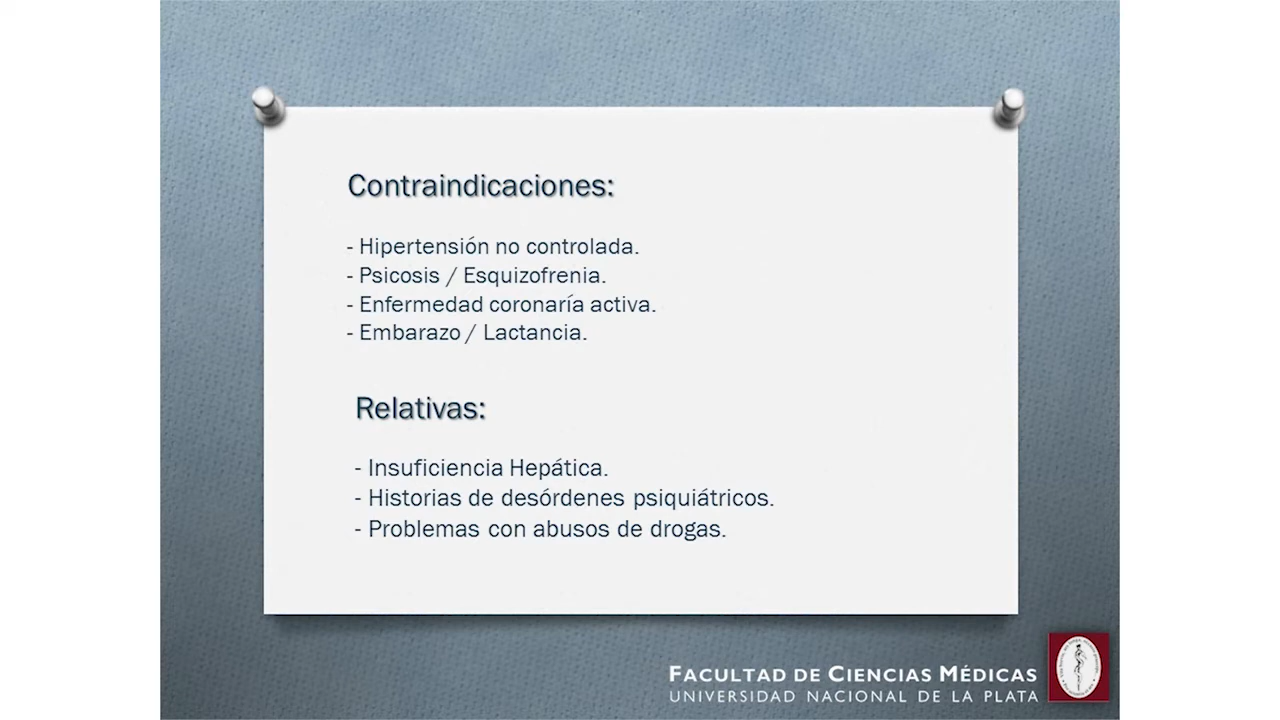 Contraindicaciones:
- Hipertensión no controlada.
- Psicosis / Esquizofrenia.
- Enfermedad coronaría activa.
- Embarazo / Lactancia.
Relativas:
- Insuficiencia Hepática.
- Historias de desórdenes psiquiátricos.
- Problemas con abusos de drogas.
FACULTAD DE CIENCIAS MÉDICAS
UNIVERSIDAD NACIONAL DE LA PLATA